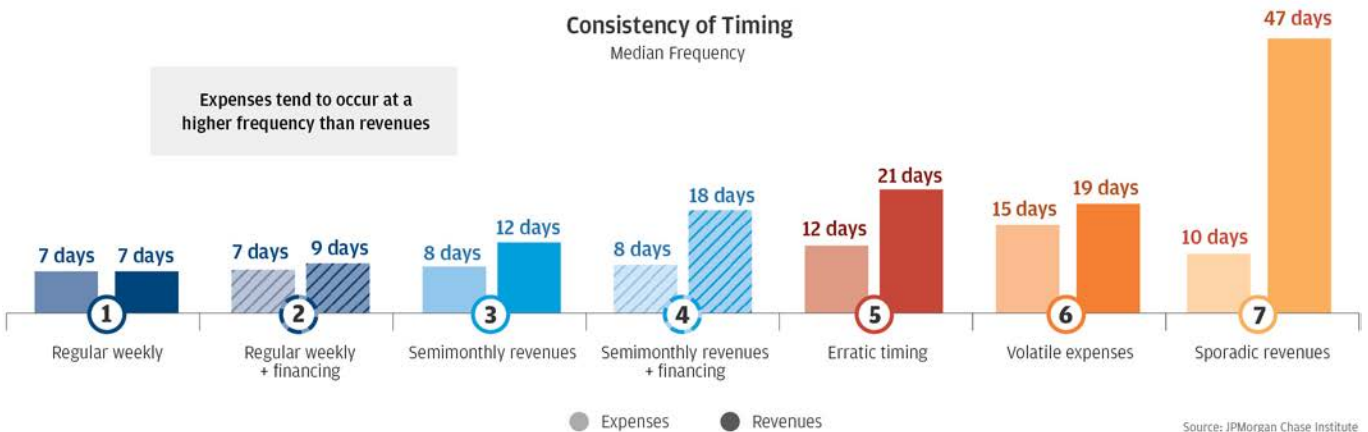 Consistency of Timing
Median Frequency
Expenses tend to occur at a
higher frequency than revenues
7 days
7 days
7 days
9 days
8 days
12 days
8 days
18 days
12 days
21 days
15 days
19 days
10 days
47 days
1
2
3
4
5
6
7
Regular weekly
Regular weekly
+ financing
Semimonthly revenues
Semimonthly revenues
+ financing
Erratic timing
Volatile expenses
Sporadic revenues
Expenses
Revenues
Source: JPMorgan Chase Institute